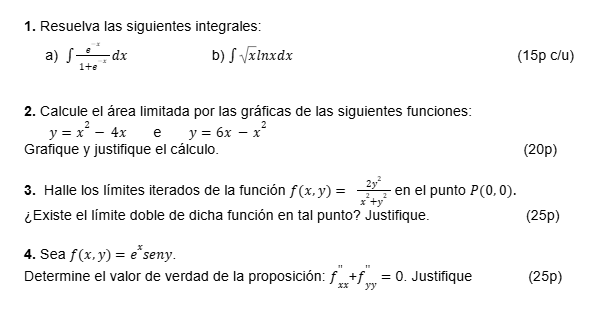 1. Resuelva las siguientes integrales:
a) ∫ e^{-x}/(1+e^{-x}) dx b) ∫ √x lnxdx (15p c/u)
2. Calcule el área limitada por las gráficas de las siguientes funciones:
y = x² − 4x e y = 6x − x²
Grafique y justifique el cálculo. (20p)
3. Halle los límites iterados de la función f(x, y) = 2y²/(x²+y²) en el punto P(0, 0).
¿Existe el límite doble de dicha función en tal punto? Justifique. (25p)
4. Sea f(x, y) = eˣseny.
Determine el valor de verdad de la proposición: f''_{xx}+f''_{yy} = 0. Justifique (25p)